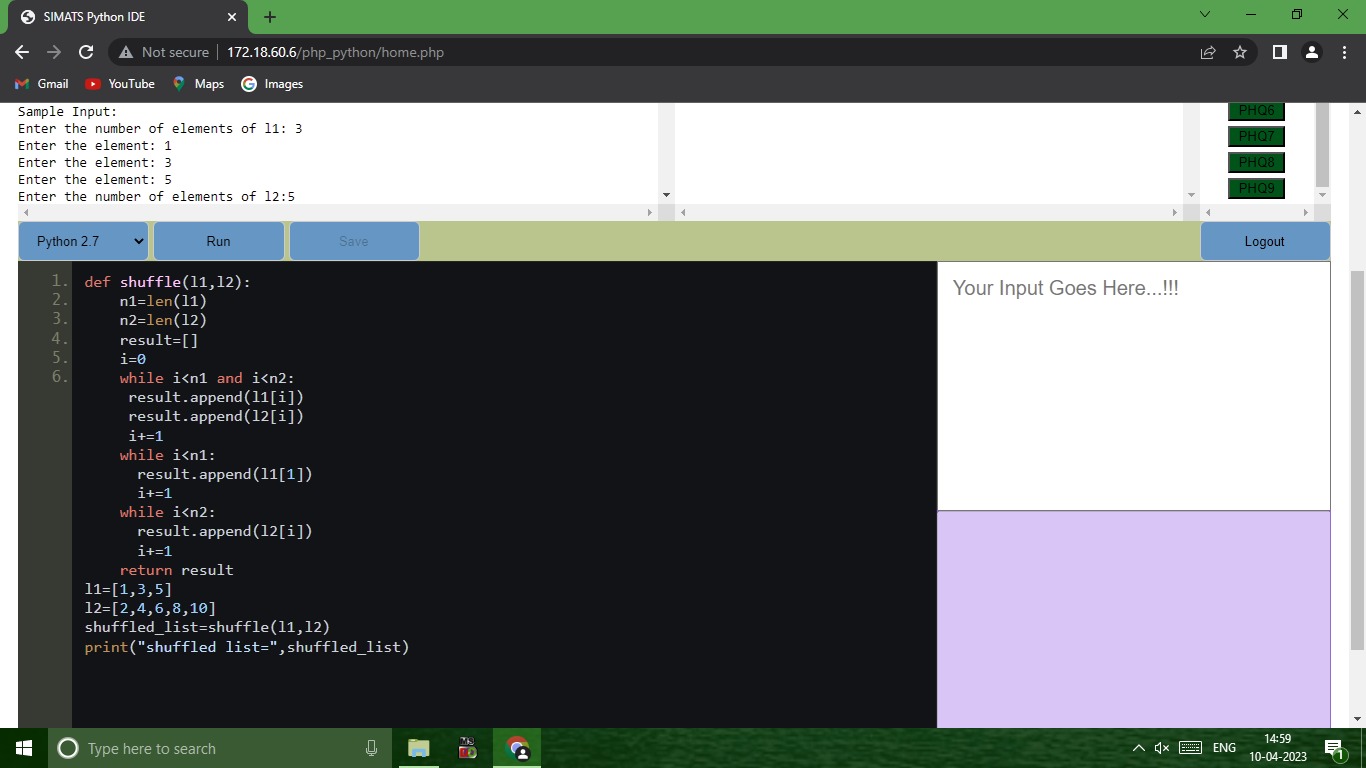 SIMATS Python IDE
Not secure 172.18.60.6/php_python/home.php
Gmail YouTube Maps Images
Sample Input:
Enter the number of elements of l1: 3
Enter the element: 1
Enter the element: 3
Enter the element: 5
Enter the number of elements of l2:5
PHQ6
PHQ7
PHQ8
PHQ9
Python 2.7 Run Save Logout
1. def shuffle(l1,l2):
2. n1=len(l1)
3. n2=len(l2)
4. result=[]
5. i=0
6. while i<n1 and i<n2:
result.append(l1[i])
result.append(l2[i])
i+=1
while i<n1:
result.append(l1[1])
i+=1
while i<n2:
result.append(l2[i])
i+=1
return result
l1=[1,3,5]
l2=[2,4,6,8,10]
shuffled_list=shuffle(l1,l2)
print("shuffled list=",shuffled_list)
Your Input Goes Here...!!!
Type here to search
ENG
14:59
10-04-2023
1